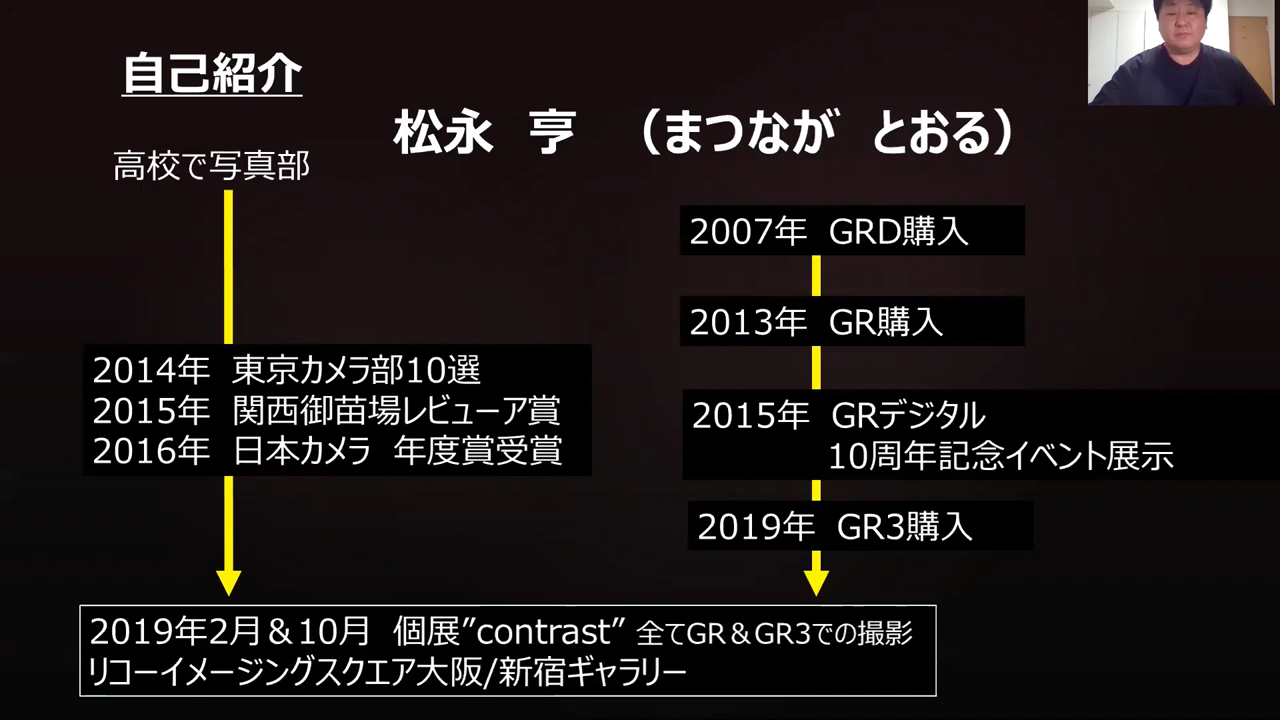 自己紹介
松永　亨　（まつなが　とおる）
高校で写真部
2014年　東京カメラ部10選
2015年　関西御苗場レビューア賞
2016年　日本カメラ　年度賞受賞
2007年　GRD購入
2013年　GR購入
2015年　GRデジタル
10周年記念イベント展示
2019年　GR3購入
2019年2月＆10月　個展”contrast” 全てGR＆GR3での撮影
リコーイメージングスクエア大阪/新宿ギャラリー